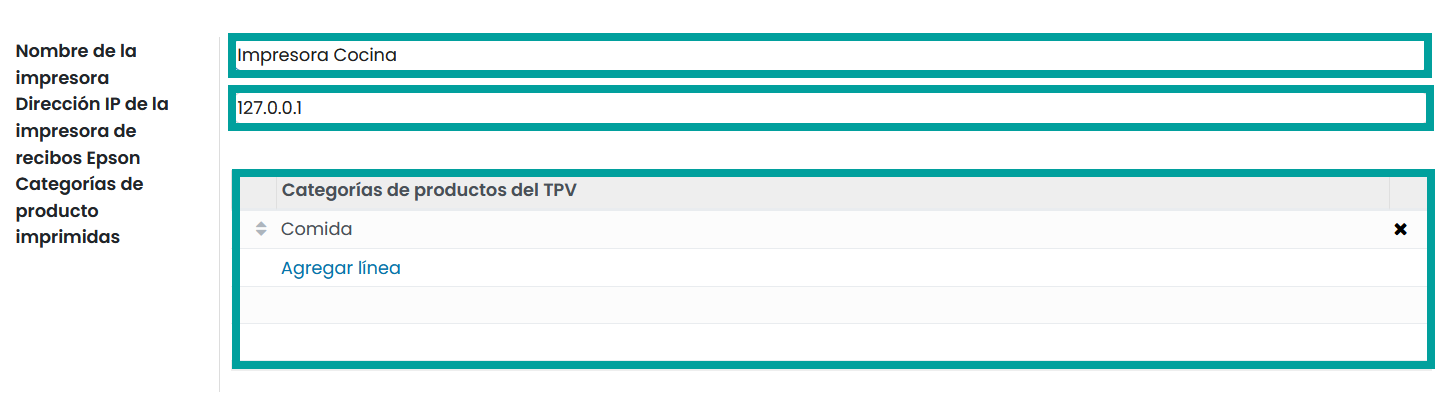 Nombre de la
impresora
Impresora Cocina
Dirección IP de la
impresora de
recibos Epson
127.0.0.1
Categorías de
producto
imprimidas
Categorías de productos del TPV
Comida
Agregar línea